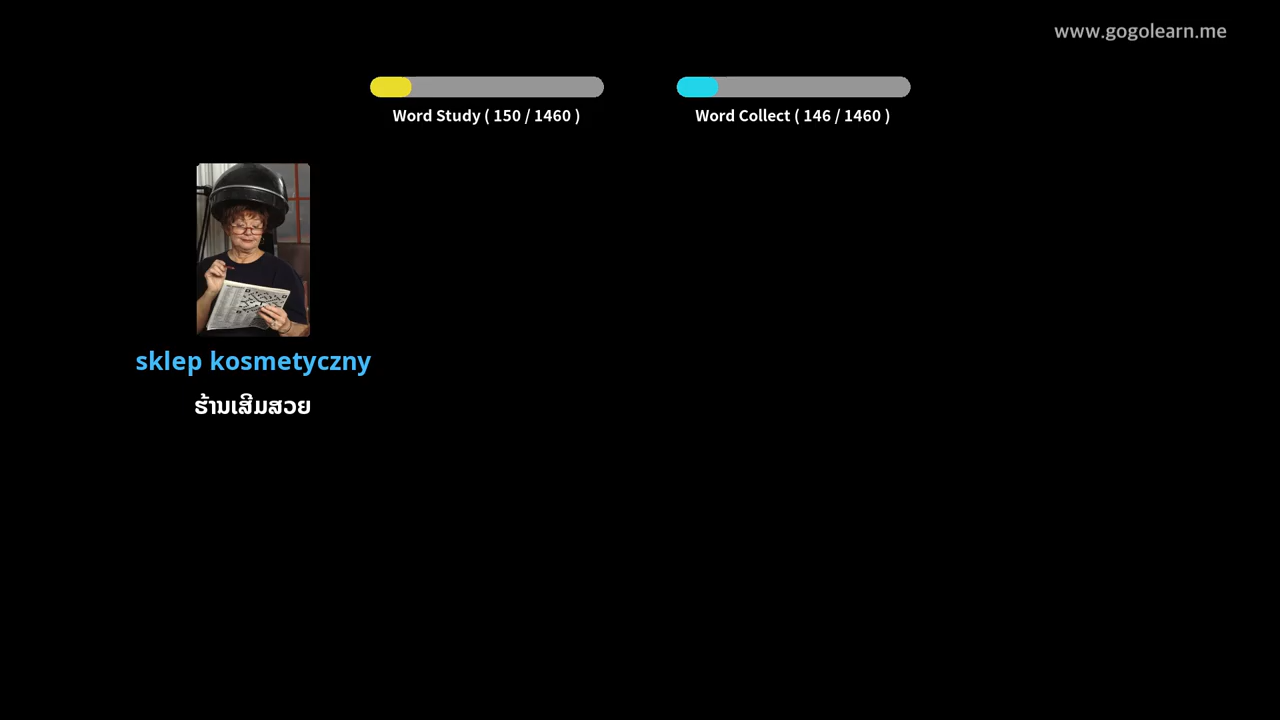 www.gogolearn.me
Word Study ( 150 / 1460 )
Word Collect ( 146 / 1460 )
sklep kosmetyczny
ຮ້ານເສີມສວຍ